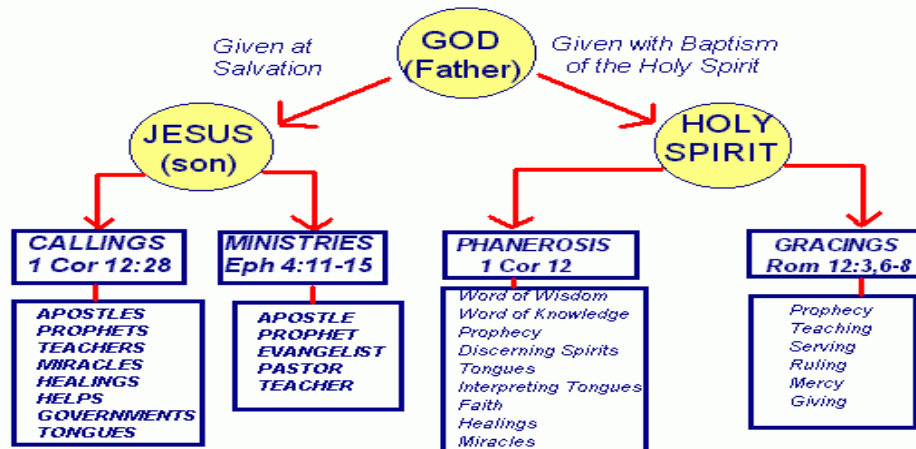 GOD
(Father)
Given at
Salvation
Given with Baptism
of the Holy Spirit
JESUS
(son)
HOLY
SPIRIT
CALLINGS
1 Cor 12:28
MINISTRIES
Eph 4:11-15
PHANEROSIS
1 Cor 12
GRACINGS
Rom 12:3,6-8
APOSTLES
PROPHETS
TEACHERS
MIRACLES
HEALINGS
HELPS
GOVERNMENTS
TONGUES
APOSTLE
PROPHET
EVANGELIST
PASTOR
TEACHER
Word of Wisdom
Word of Knowledge
Prophecy
Discerning Spirits
Tongues
Interpreting Tongues
Faith
Healings
Miracles
Prophecy
Teaching
Serving
Ruling
Mercy
Giving